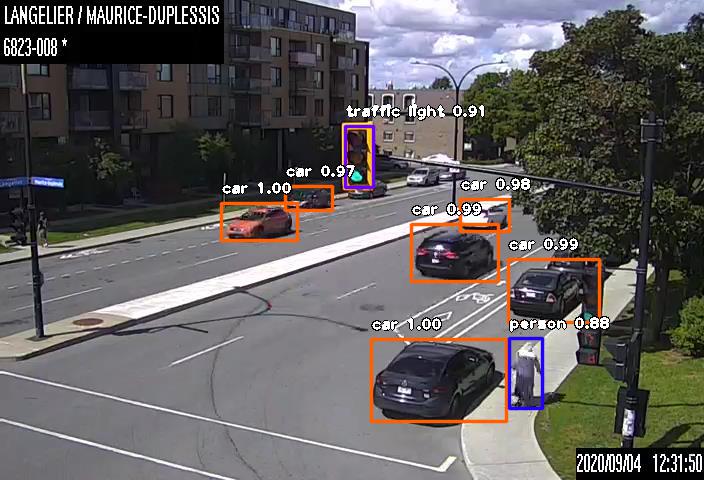 LANGELIER / MAURICE-DUPLESSIS
6823-008 *
traffic light 0.91
car 0.97
car 1.00
car 0.98
car 0.99
car 0.99
car 1.00
person 0.88
2020/09/04 12:31:50